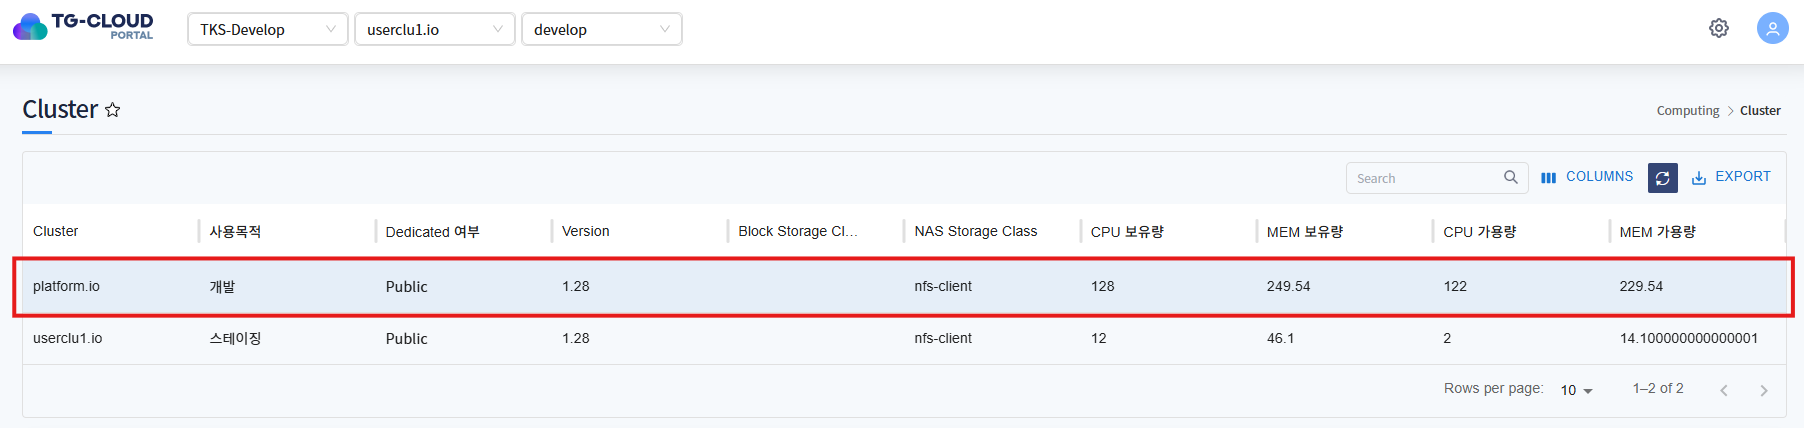 TG-CLOUD
PORTAL
TKS-Develop
userclu1.io
develop
Cluster
Computing > Cluster
Search
COLUMNS
EXPORT
Cluster 사용목적 Dedicated 여부 Version Block Storage Cl... NAS Storage Class CPU 보유량 MEM 보유량 CPU 가용량 MEM 가용량
platform.io 개발 Public 1.28 nfs-client 128 249.54 122 229.54
userclu1.io 스테이징 Public 1.28 nfs-client 12 46.1 2 14.100000000000001
Rows per page: 10 1–2 of 2